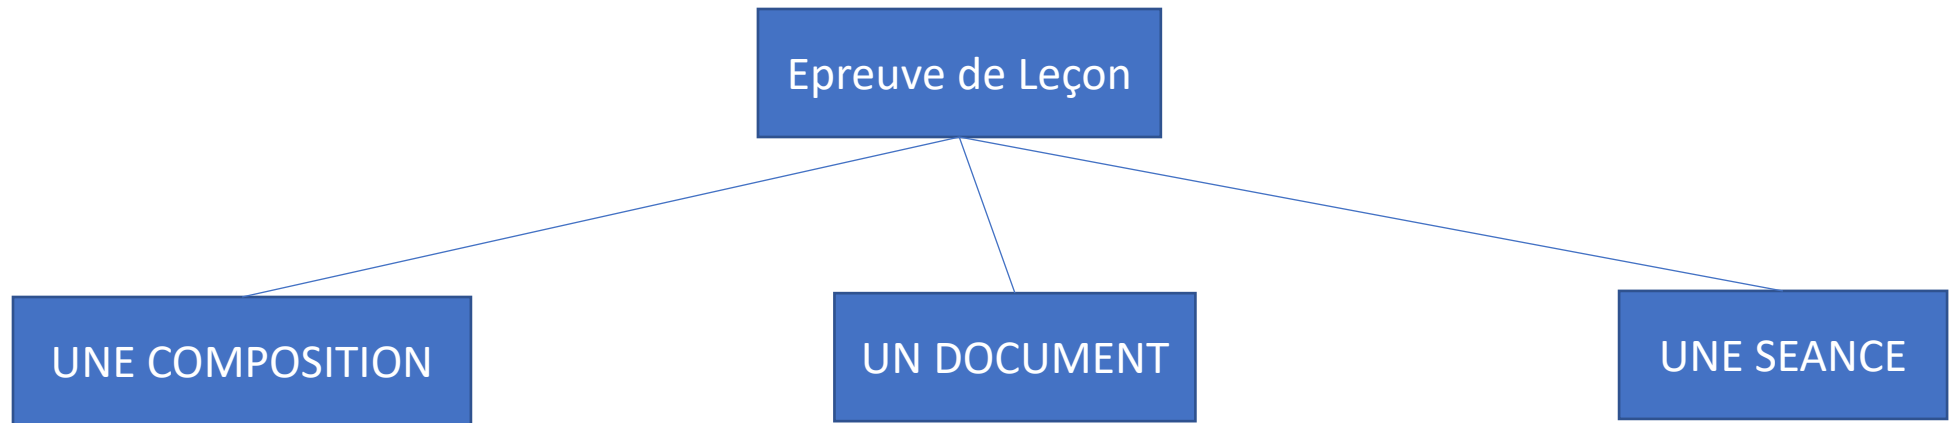 Epreuve de Leçon
UNE COMPOSITION
UN DOCUMENT
UNE SEANCE